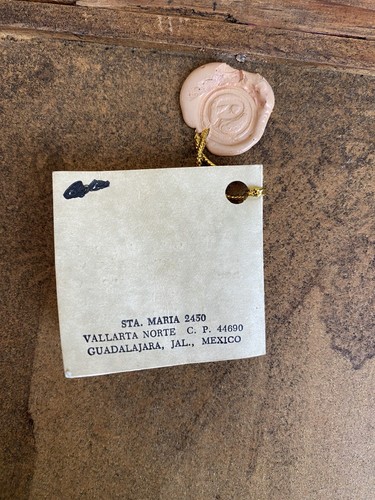 STA. MARIA 2450
VALLARTA NORTE C. P. 44690
GUADALAJARA, JAL., MEXICO